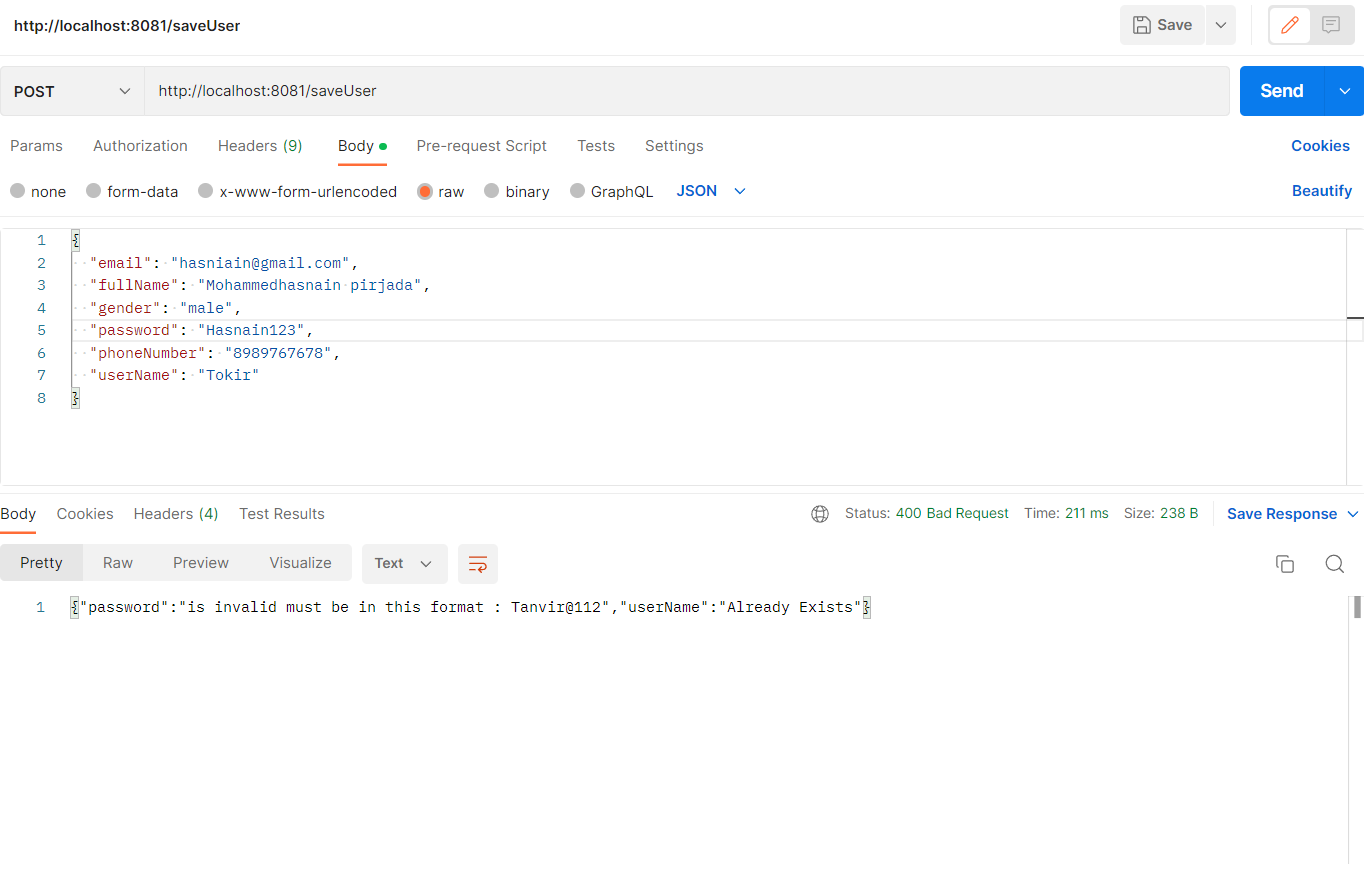 http://localhost:8081/saveUser
Save
POST
http://localhost:8081/saveUser
Send
Params Authorization Headers (9) Body Pre-request Script Tests Settings Cookies
none form-data x-www-form-urlencoded raw binary GraphQL JSON Beautify
1 {
2 "email": "hasniain@gmail.com",
3 "fullName": "Mohammedhasnain pirjada",
4 "gender": "male",
5 "password": "Hasnain123",
6 "phoneNumber": "8989767678",
7 "userName": "Tokir"
8 }
Body Cookies Headers (4) Test Results Status: 400 Bad Request Time: 211 ms Size: 238 B Save Response
Pretty Raw Preview Visualize Text
1 {"password":"is invalid must be in this format : Tanvir@112","userName":"Already Exists"}